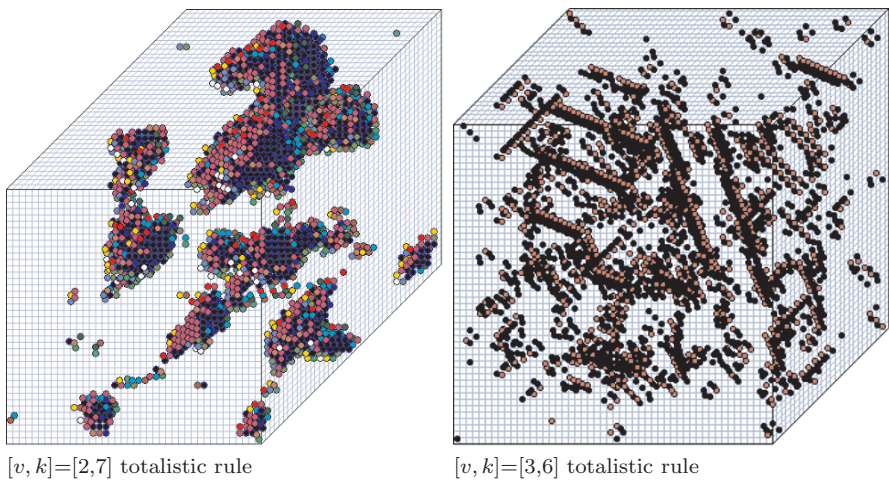 [v, k]=[2,7] totalistic rule
[v, k]=[3,6] totalistic rule